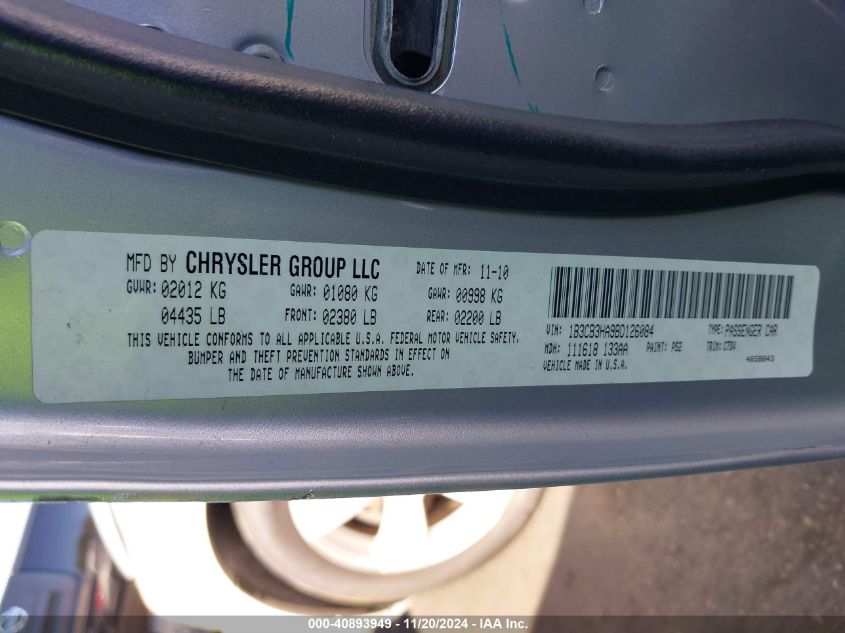 MFD BY CHRYSLER GROUP LLC DATE OF MFR: 11-10
GVWR: 02012 KG GAWR: 01080 KG GAWR: 00998 KG
04435 LB FRONT: 02380 LB REAR: 02200 LB
THIS VEHICLE CONFORMS TO ALL APPLICABLE U.S.A. FEDERAL MOTOR VEHICLE SAFETY,
BUMPER AND THEFT PREVENTION STANDARDS IN EFFECT ON
THE DATE OF MANUFACTURE SHOWN ABOVE.
VIN: 1B3CB3HA9BD126084 TYPE: PASSENGER CAR
MDH: 111618 133AA PAINT: PS2 TRIM: C7DV
VEHICLE MADE IN U.S.A. 4658643
000-40893949 - 11/20/2024 - IAA Inc.